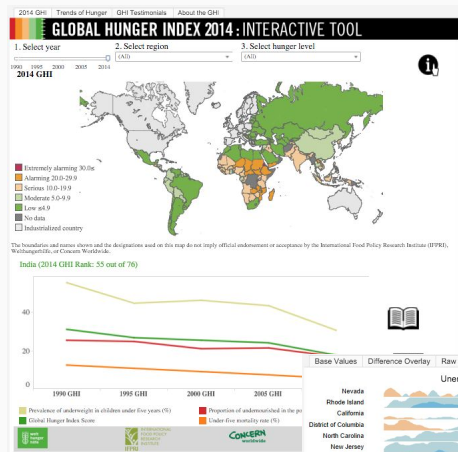 2014 GHI Trends of Hunger GHI Testimonials About the GHI
GLOBAL HUNGER INDEX 2014 : INTERACTIVE TOOL
1. Select year 2. Select region 3. Select hunger level
(All) (All)
1990 1995 2000 2005 2014
2014 GHI
Extremely alarming 30.0≤
Alarming 20.0-29.9
Serious 10.0-19.9
Moderate 5.0-9.9
Low ≤4.9
No data
Industrialized country
The boundaries and names shown and the designations used on this map do not imply official endorsement or acceptance by the International Food Policy Research Institute (IFPRI),
Welthungerhilfe, or Concern Worldwide.
India (2014 GHI Rank: 55 out of 76)
40
20
0
1990 GHI 1995 GHI 2000 GHI 2005 GHI
Prevalence of underweight in children under five years (%) Proportion of undernourished in the po
Global Hunger Index Score Under-five mortality rate (%)
INTERNATIONAL
FOOD POLICY
RESEARCH
INSTITUTE
IFPRI
CONCERN
worldwide
Base Values Difference Overlay Raw
Une
Nevada
Rhode Island
California
District of Columbia
North Carolina
New Jersey